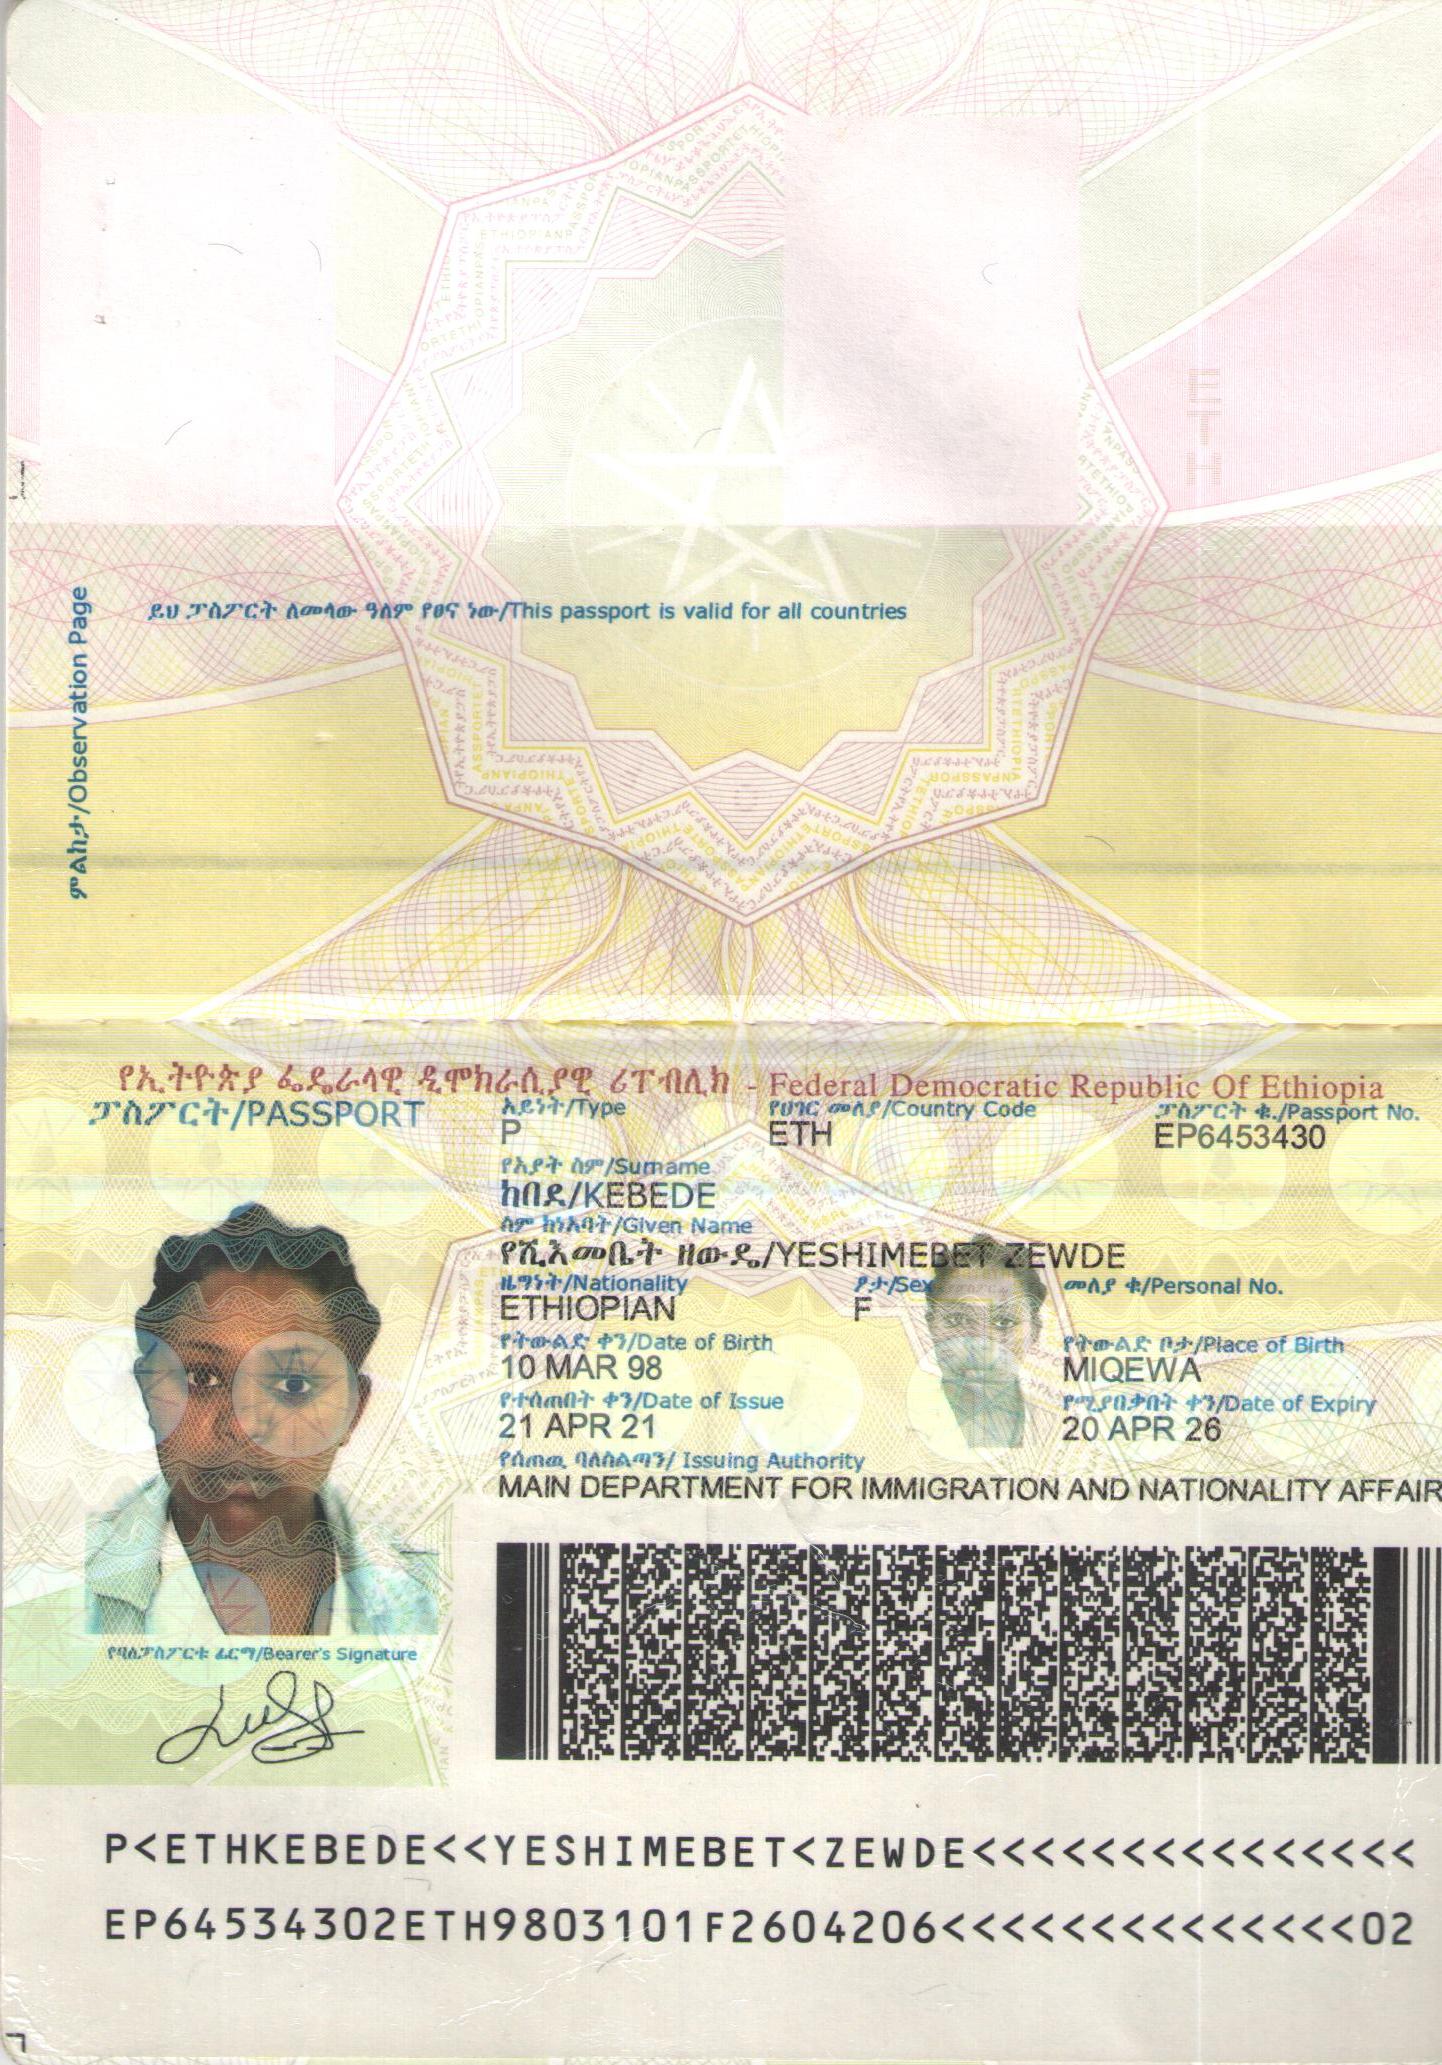 ይህ ፓስፖርት ለመላው ዓለም የፀና ነው/This passport is valid for all countries
ምልከታ/Observation Page
ETH
የኢትዮጵያ ፌዴራላዊ ዲሞክራሲያዊ ሪፐብሊክ - Federal Democratic Republic Of Ethiopia
ፓስፖርት/PASSPORT
አይነት/Type
P
የሀገር መለያ/Country Code
ETH
ፓስፖርት ቁ./Passport No.
EP6453430
የአያት ስም/Surname
ከበደ/KEBEDE
ስም ከነአባት/Given Name
የሺእመቤት ዘውዴ/YESHIMEBET ZEWDE
ዜግነት/Nationality
ETHIOPIAN
ፆታ/Sex
F
መለያ ቁ/Personal No.
የትውልድ ቀን/Date of Birth
10 MAR 98
የትውልድ ቦታ/Place of Birth
MIQEWA
የተሰጠበት ቀን/Date of Issue
21 APR 21
የሚያበቃበት ቀን/Date of Expiry
20 APR 26
የሰጠዉ ባለስልጣን/ Issuing Authority
MAIN DEPARTMENT FOR IMMIGRATION AND NATIONALITY AFFAIR
የባለፓስፖርቱ ፊርማ/Bearer's Signature
P<ETHKEBEDE<<YESHIMEBET<ZEWDE<<<<<<<<<<<<<<<
EP64534302ETH9803101F2604206<<<<<<<<<<<<<<02